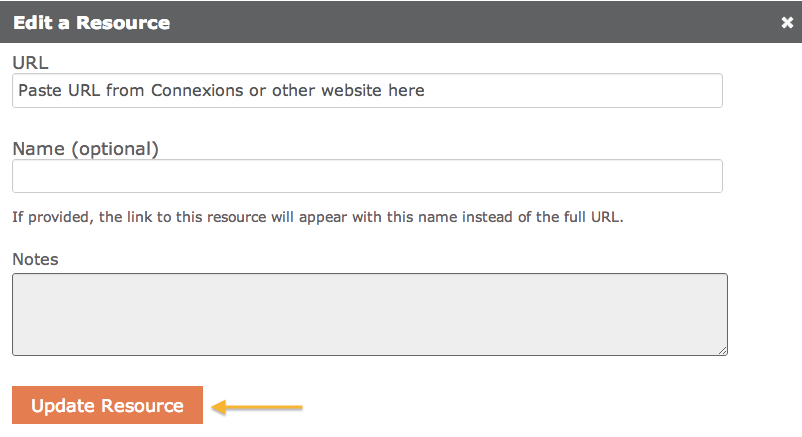 Edit a Resource
URL
Paste URL from Connexions or other website here
Name (optional)
If provided, the link to this resource will appear with this name instead of the full URL.
Notes
Update Resource